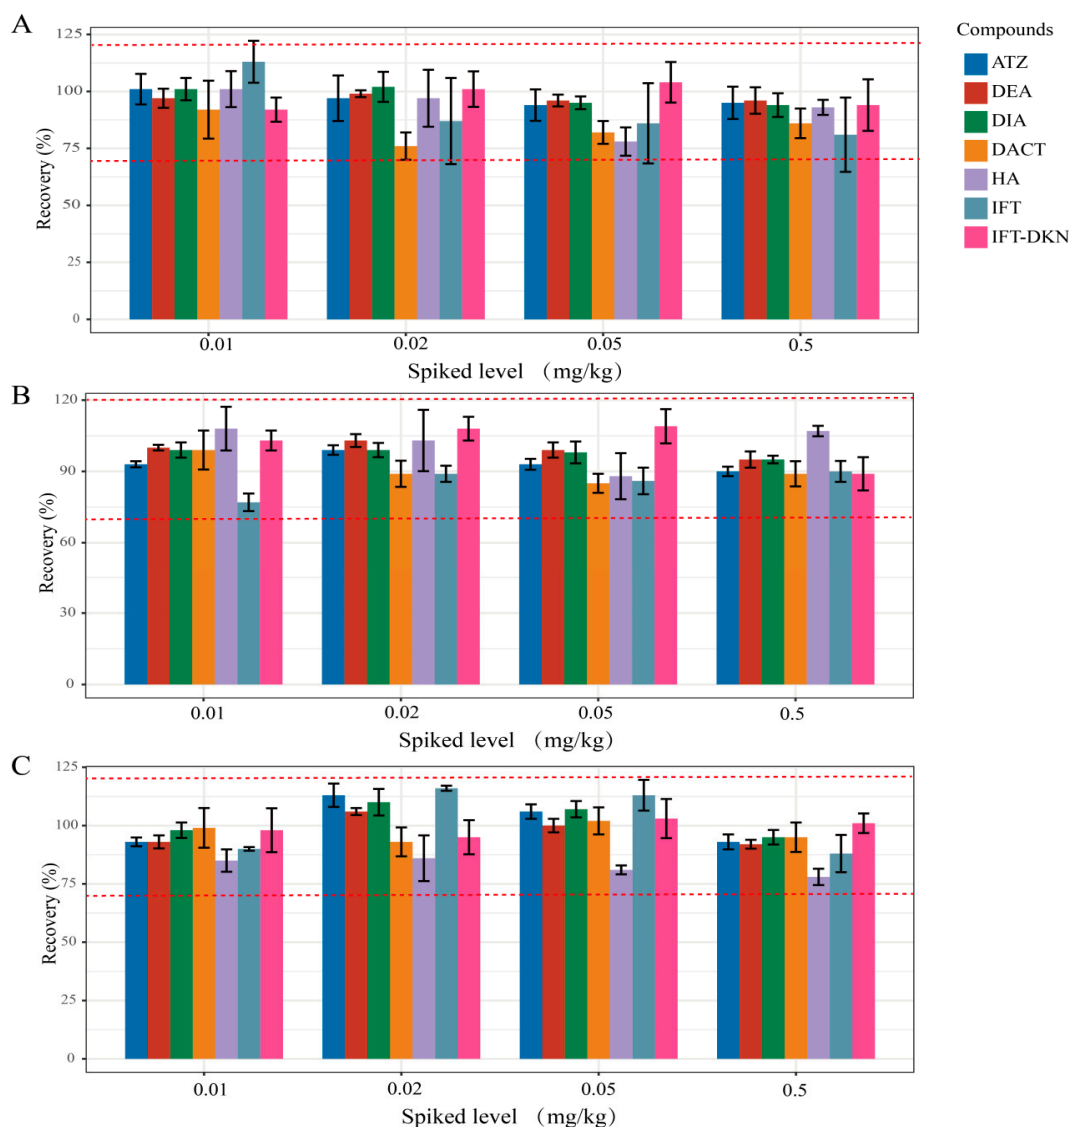 A
Compounds
ATZ
DEA
DIA
DACT
HA
IFT
IFT-DKN
Recovery (%)
125
100
75
50
25
0
0.01 0.02 0.05 0.5
Spiked level （mg/kg）
B
Recovery (%)
120
90
60
30
0
0.01 0.02 0.05 0.5
Spiked level （mg/kg）
C
Recovery (%)
125
100
75
50
25
0
0.01 0.02 0.05 0.5
Spiked level （mg/kg）